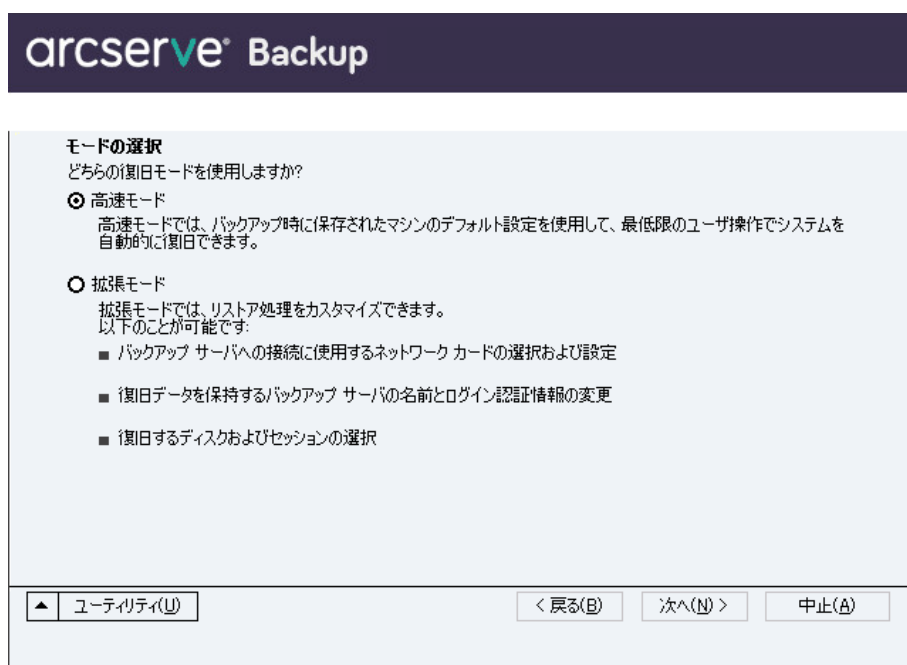 arcserve® Backup
モードの選択
どちらの復旧モードを使用しますか?
高速モード
高速モードでは、バックアップ時に保存されたマシンのデフォルト設定を使用して、最低限のユーザ操作でシステムを
自動的に復旧できます。
拡張モード
拡張モードでは、リストア処理をカスタマイズできます。
以下のことが可能です:
■ バックアップ サーバへの接続に使用するネットワーク カードの選択および設定
■ 復旧データを保持するバックアップ サーバの名前とログイン認証情報の変更
■ 復旧するディスクおよびセッションの選択
▲ ユーティリティ(U) < 戻る(B) 次へ(N) > 中止(A)